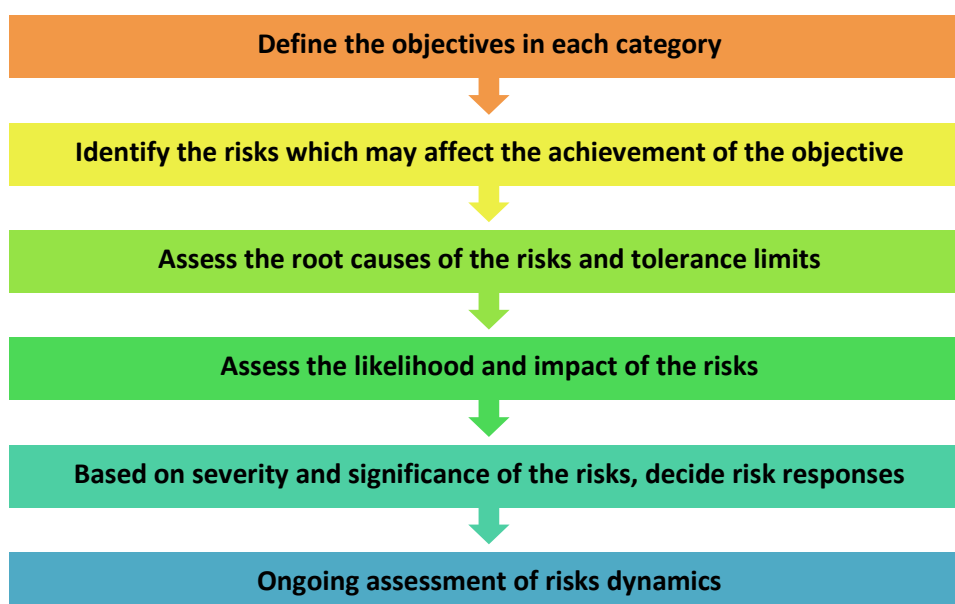 Define the objectives in each category
Identify the risks which may affect the achievement of the objective
Assess the root causes of the risks and tolerance limits
Assess the likelihood and impact of the risks
Based on severity and significance of the risks, decide risk responses
Ongoing assessment of risks dynamics